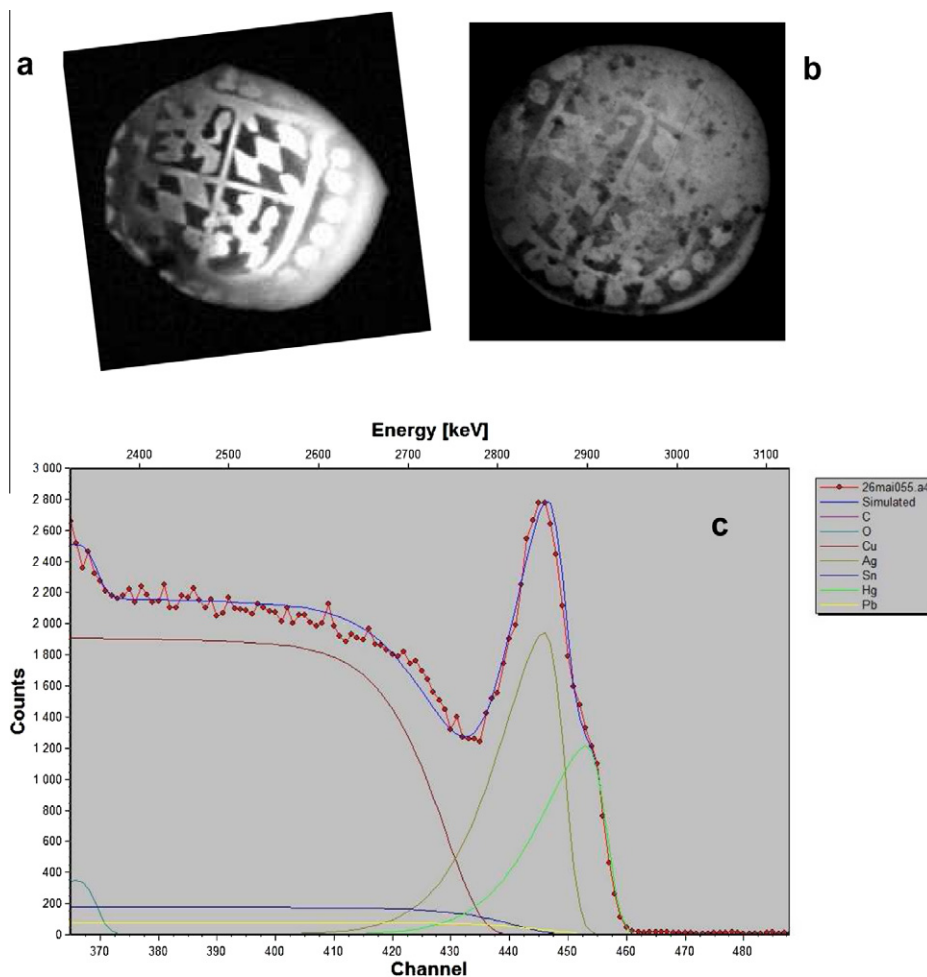 a
b
Energy [keV]
2400 2500 2600 2700 2800 2900 3000 3100
3 000
2 800
2 600
2 400
2 200
2 000
1 800
1 600
1 400
1 200
1 000
800
600
400
200
0
Counts
c
370 380 390 400 410 420 430 440 450 460 470 480
Channel
26mai055.a4
Simulated
C
O
Cu
Ag
Sn
Hg
Pb